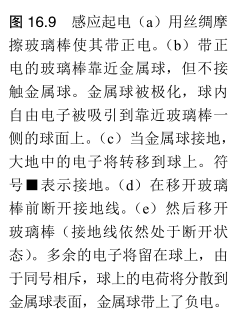 图 16.9 感应起电（a）用丝绸摩
擦玻璃棒使其带正电。（b）带正
电的玻璃棒靠近金属球，但不接
触金属球。金属球被极化，球内
自由电子被吸引到靠近玻璃棒一
侧的球面上。（c）当金属球接地，
大地中的电子将转移到球上。符
号■表示接地。（d）在移开玻璃
棒前断开接地线。（e）然后移开
玻璃棒（接地线依然处于断开状
态）。多余的电子将留在球上，由
于同号相斥，球上的电荷将分散到
金属球表面，金属球带上了负电。